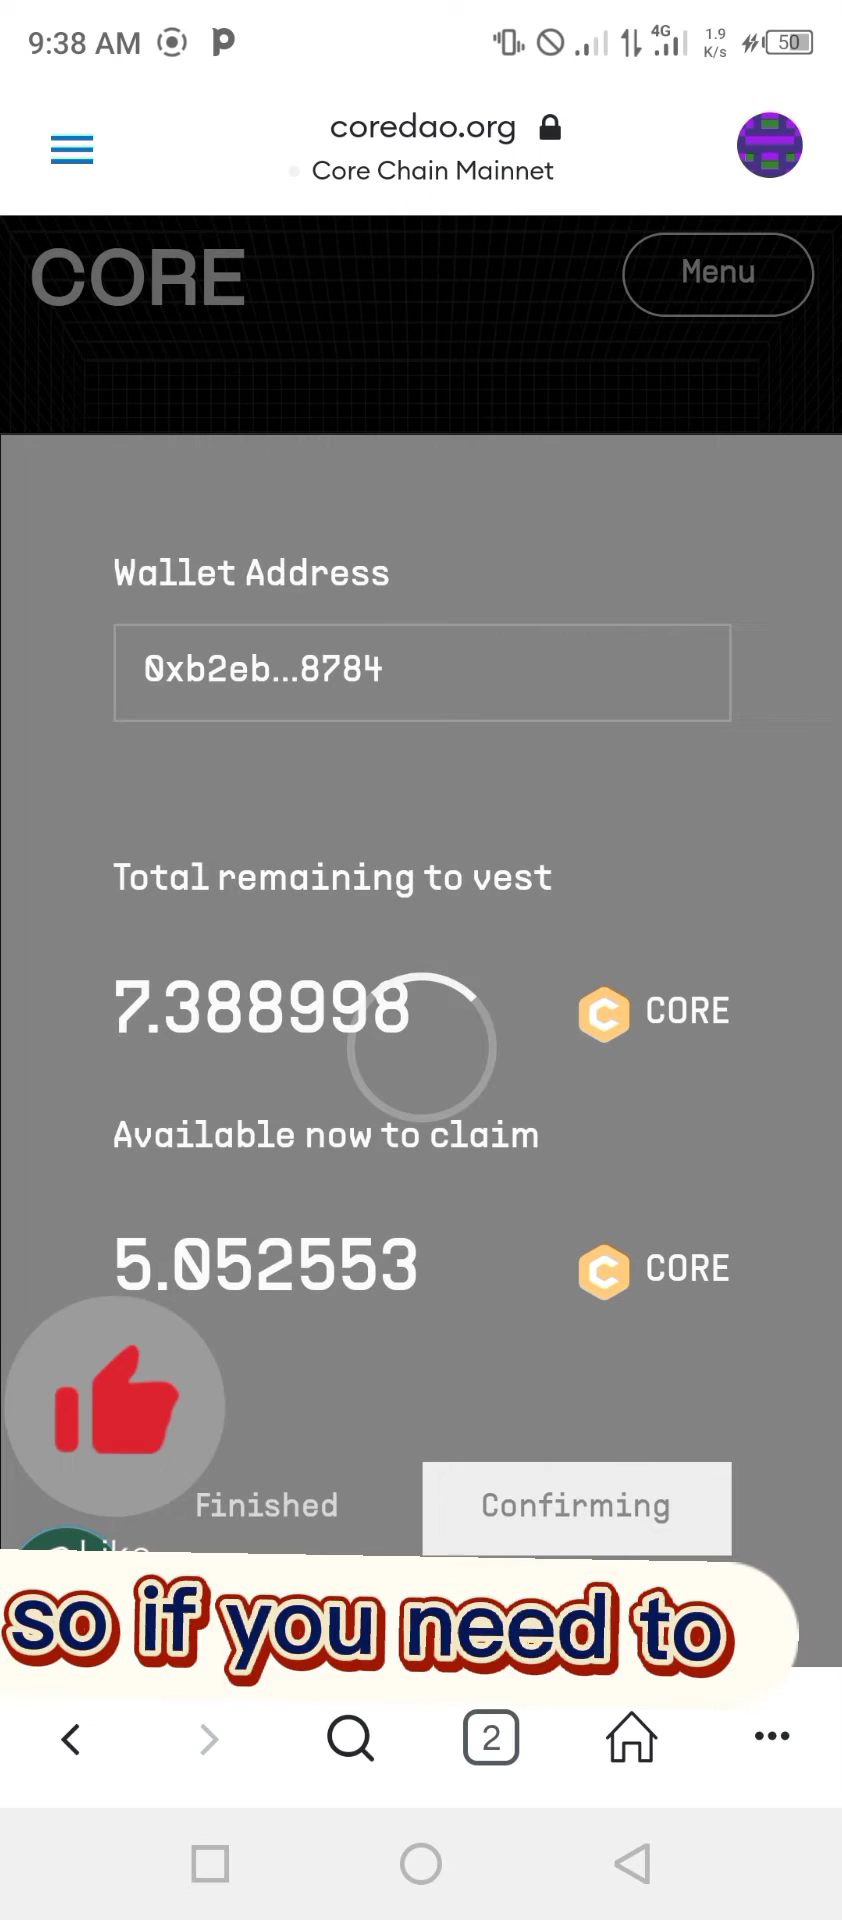 9:38 AM
4G
1.9
K/s
50
coredao.org
Core Chain Mainnet
CORE
Menu
Wallet Address
0xb2eb...8784
Total remaining to vest
7.388998
CORE
Available now to claim
5.052553
CORE
Finished
Confirming
so if you need to
2